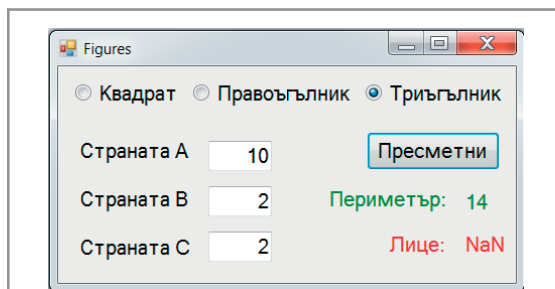 Figures
Квадрат Правоъгълник Триъгълник
Страната А 10 Пресметни
Страната В 2 Периметър: 14
Страната С 2 Лице: NaN